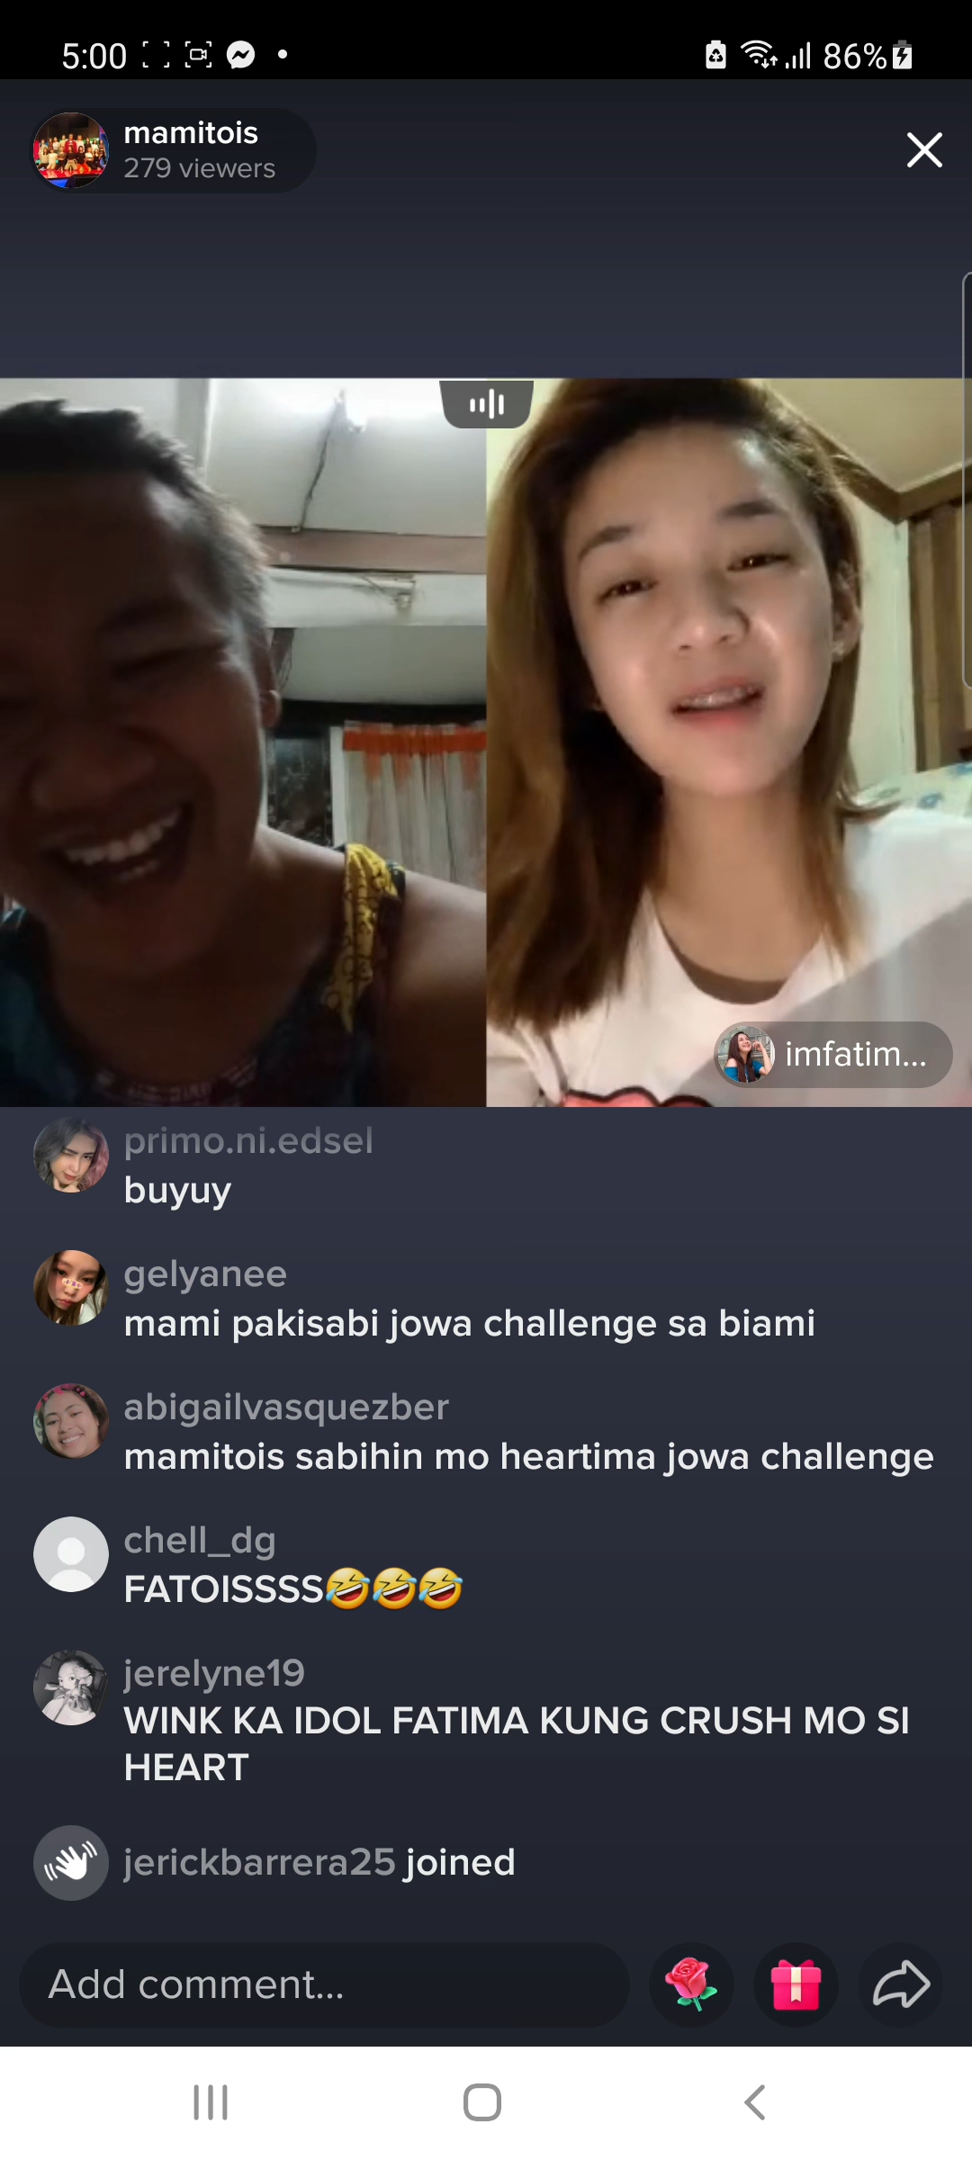 5:00
86%
mamitois
279 viewers
imfatim...
primo.ni.edsel
buyuy
gelyanee
mami pakisabi jowa challenge sa biami
abigailvasquezber
mamitois sabihin mo heartima jowa challenge
chell_dg
FATOISSSS🤣🤣🤣
jerelyne19
WINK KA IDOL FATIMA KUNG CRUSH MO SI
HEART
jerickbarrera25 joined
Add comment...